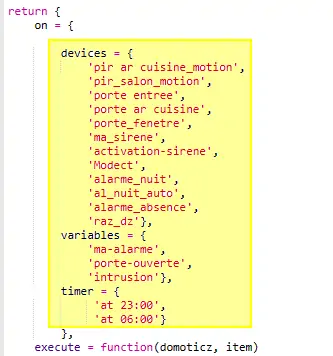 return {
on = {
devices = {
'pir ar cuisine_motion',
'pir_salon_motion',
'porte entree',
'porte ar cuisine',
'porte_fenetre',
'ma_sirene',
'activation-sirene',
'Modect',
'alarme_nuit',
'al_nuit_auto',
'alarme_absence',
'raz_dz'},
variables = {
'ma-alarme',
'porte-ouverte',
'intrusion'},
timer = {
'at 23:00',
'at 06:00'}
},
execute = function(domoticz, item)